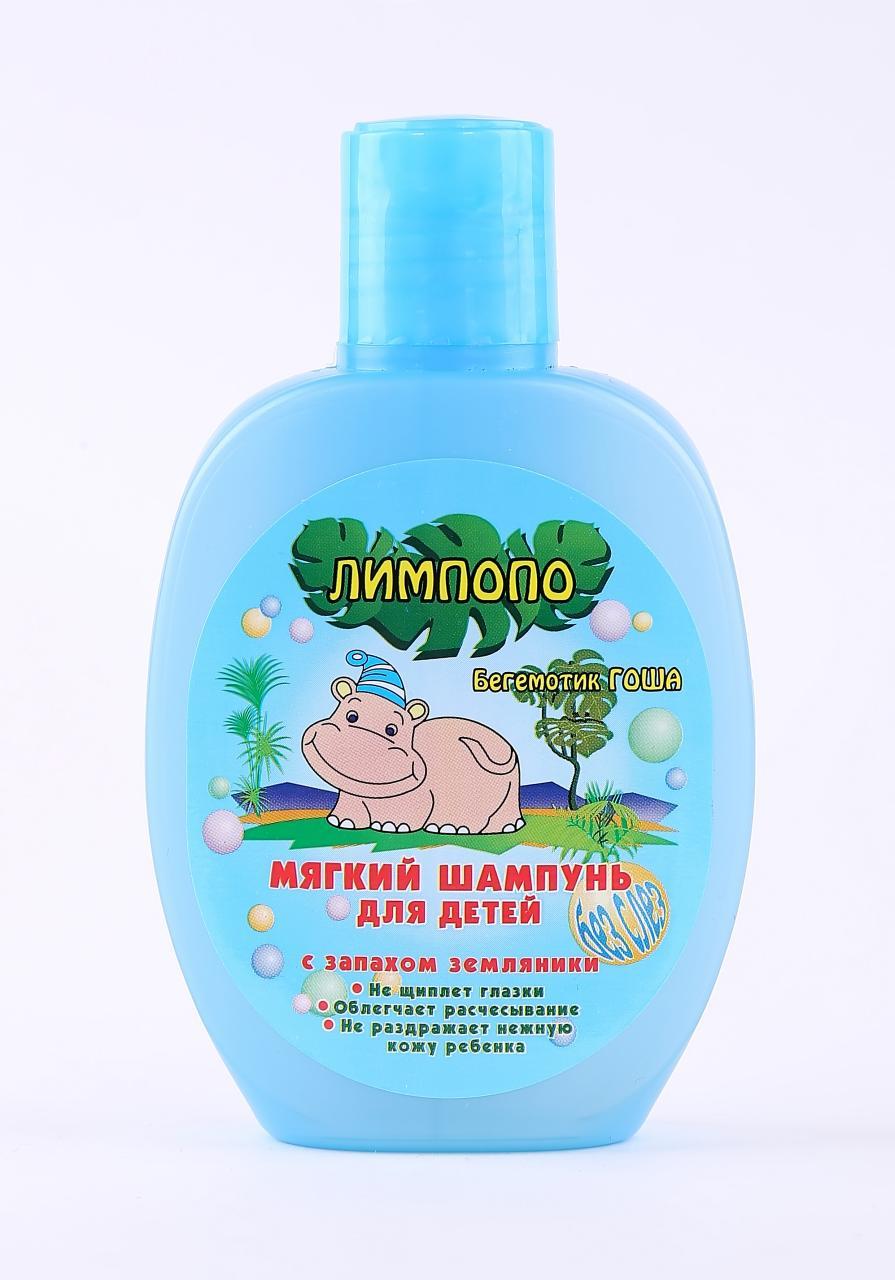 ЛИМПОПО
Бегемотик ГОША
МЯГКИЙ ШАМПУНЬ
ДЛЯ ДЕТЕЙ
без слез
с запахом земляники
• Не щиплет глазки
• Облегчает расчесывание
• Не раздражает нежную
кожу ребенка